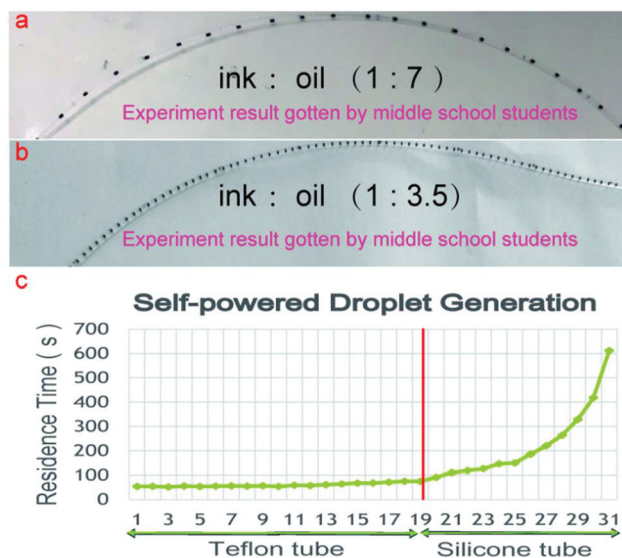 a
ink : oil (1 : 7)
Experiment result gotten by middle school students
b
ink : oil (1 : 3.5)
Experiment result gotten by middle school students
c
Self-powered Droplet Generation
Residence Time ( s )
700
600
500
400
300
200
100
0
1 3 5 7 9 11 13 15 17 19 21 23 25 27 29 31
Teflon tube Silicone tube